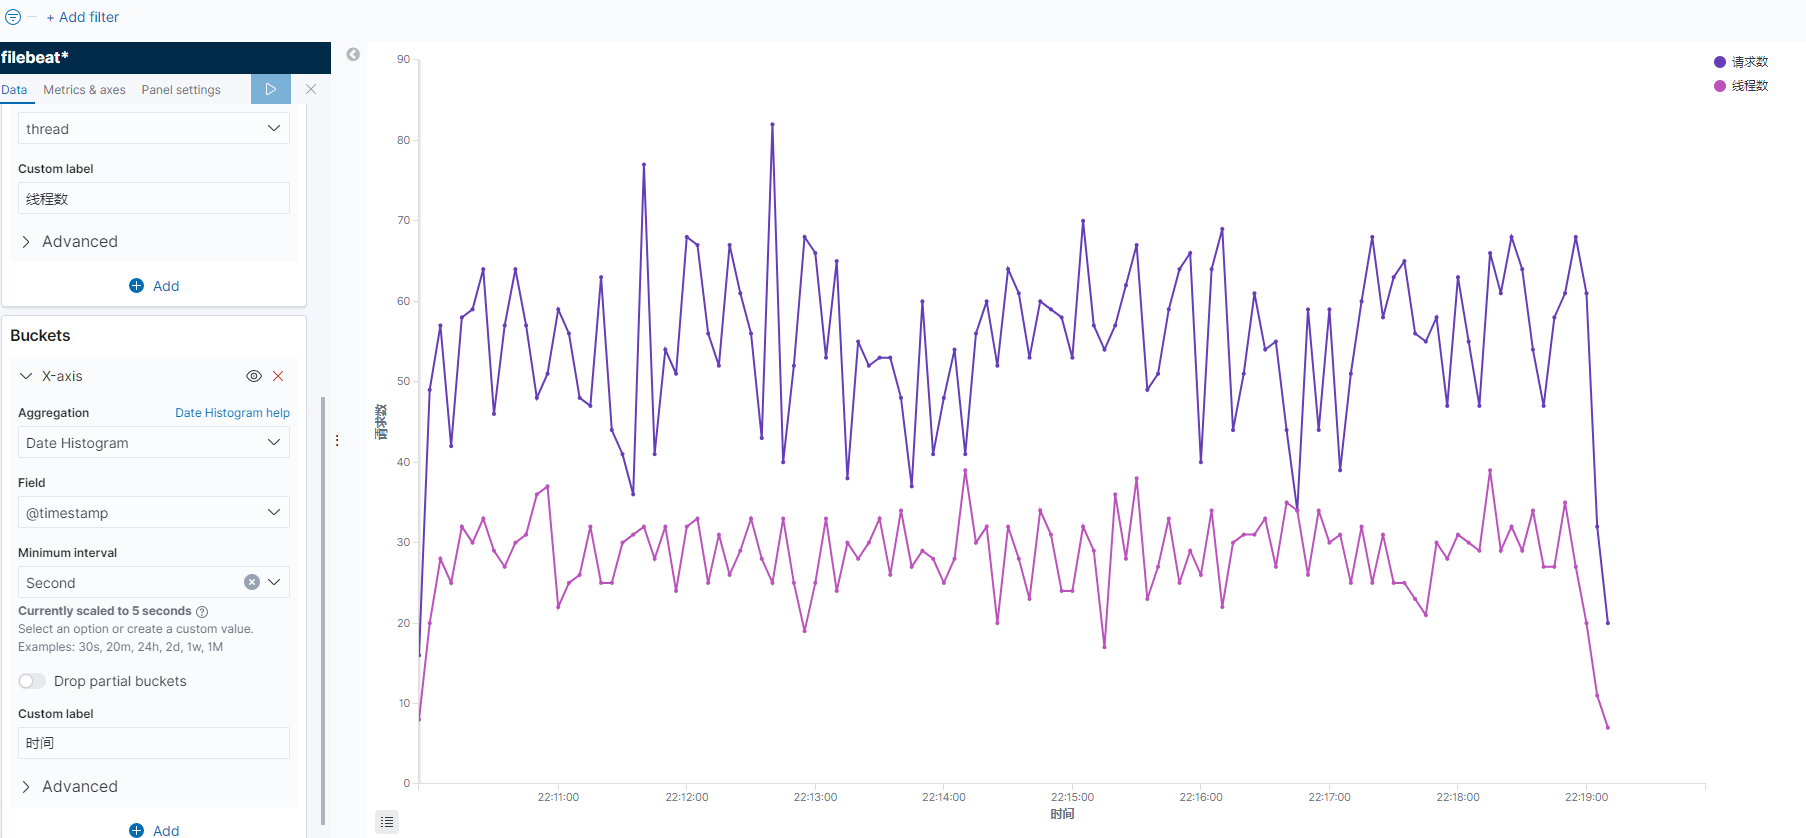 + Add filter
filebeat*
Data Metrics & axes Panel settings
thread
Custom label
线程数
Advanced
Add
Buckets
X-axis
Aggregation Date Histogram help
Date Histogram
Field
@timestamp
Minimum interval
Second
Currently scaled to 5 seconds
Select an option or create a custom value.
Examples: 30s, 20m, 24h, 2d, 1w, 1M
Drop partial buckets
Custom label
时间
Advanced
Add
90
80
70
60
50
40
30
20
10
0
请求数
22:11:00 22:12:00 22:13:00 22:14:00 22:15:00 22:16:00 22:17:00 22:18:00 22:19:00
时间
请求数
线程数